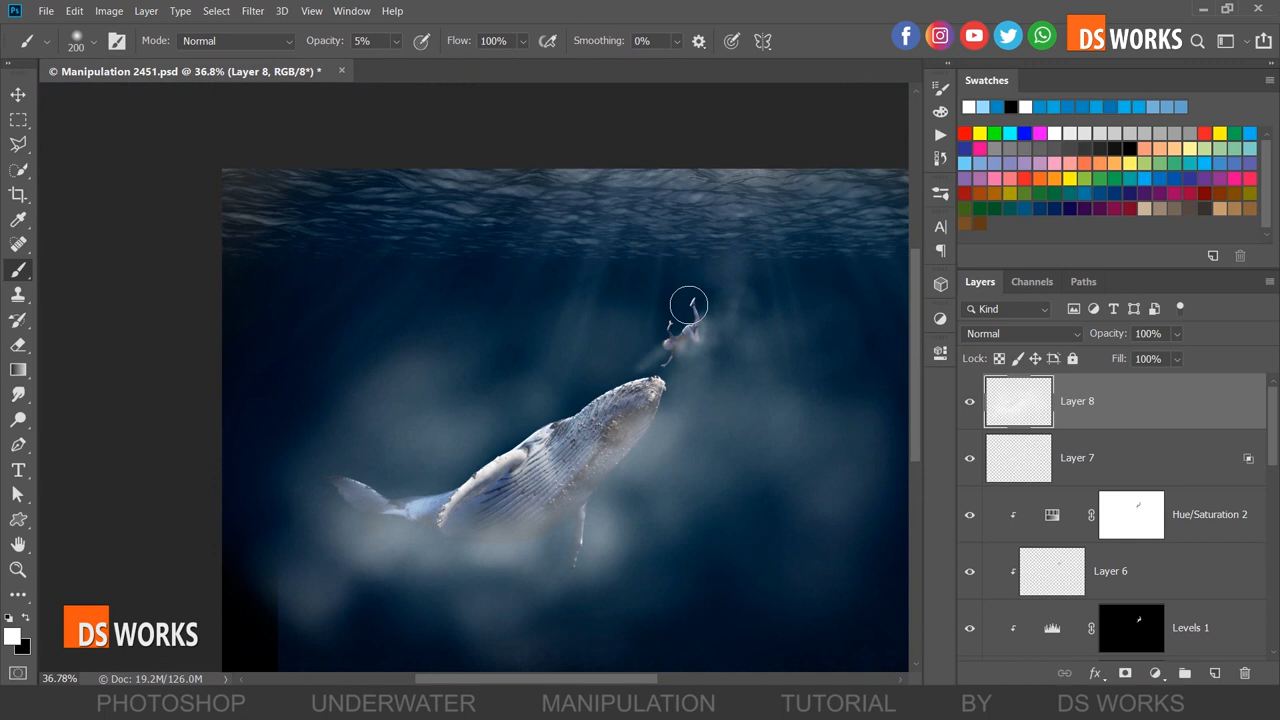 Ps File Edit Image Layer Type Select Filter 3D View Window Help
200 Mode: Normal Opacity: 5% Flow: 100% Smoothing: 0%
DS WORKS
© Manipulation 2451.psd @ 36.8% (Layer 8, RGB/8*) *
Swatches
Layers Channels Paths
Kind
Normal Opacity: 100%
Lock: Fill: 100%
Layer 8
Layer 7
Hue/Saturation 2
Layer 6
Levels 1
fx
DS WORKS
36.78% © Doc: 19.2M/126.0M
PHOTOSHOP UNDERWATER MANIPULATION TUTORIAL BY DS WORKS